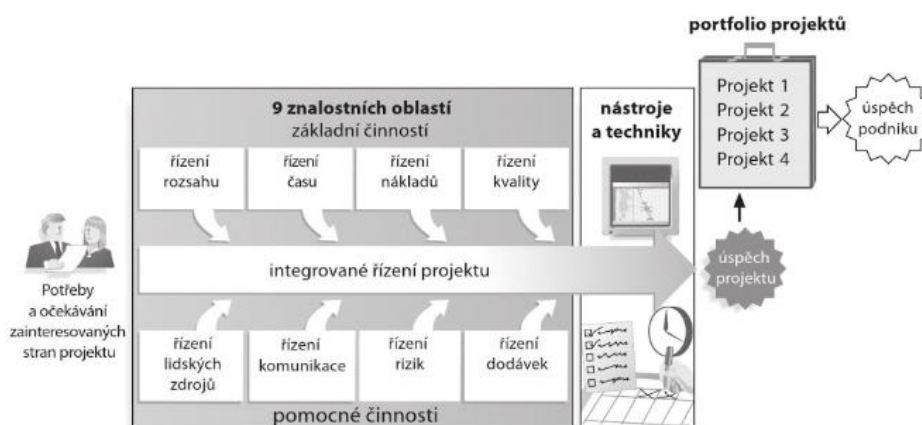 portfolio projektů
Projekt 1
Projekt 2
Projekt 3
Projekt 4
úspěch
podniku
9 znalostních oblastí
základní činností
nástroje
a techniky
řízení
rozsahu
řízení
času
řízení
nákladů
řízení
kvality
Potřeby
a očekávání
zainteresovaných
stran projektu
integrované řízení projektu
úspěch
projektu
řízení
lidských
zdrojů
řízení
komunikace
řízení
rizik
řízení
dodávek
pomocné činnosti